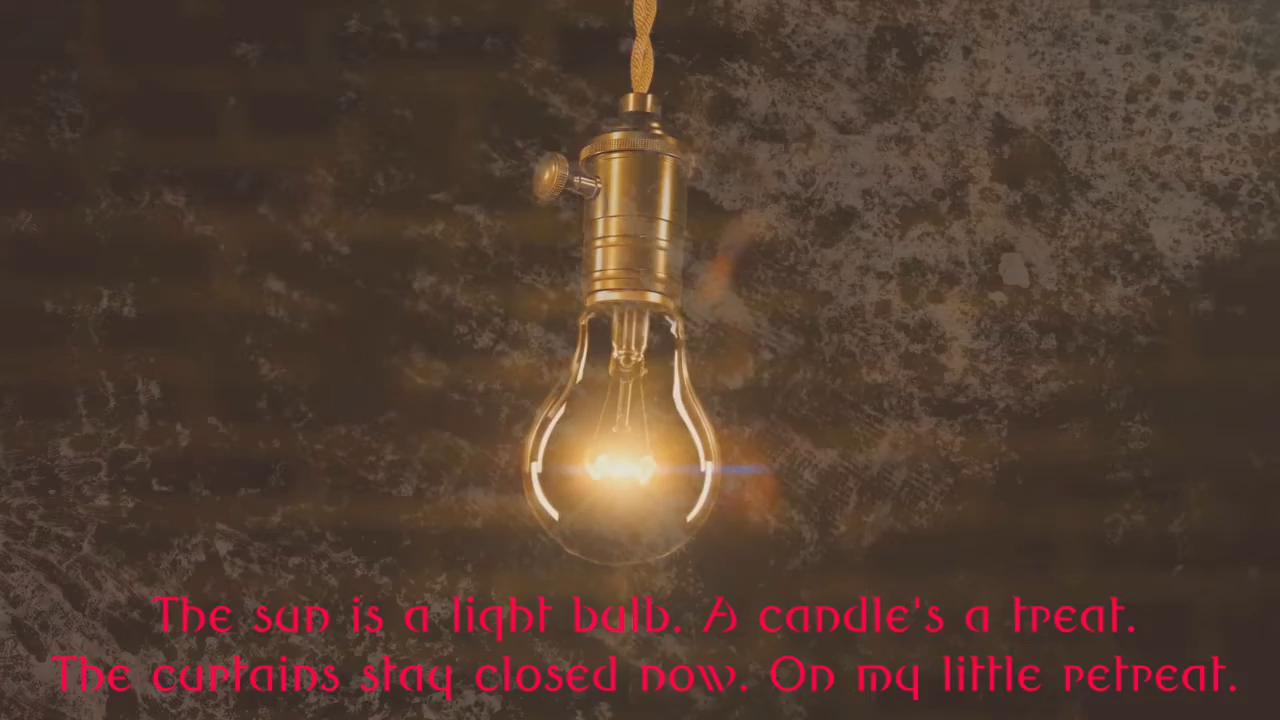 The sun is a light bulb. A candle's a treat.
The curtains stay closed now. On my little retreat.